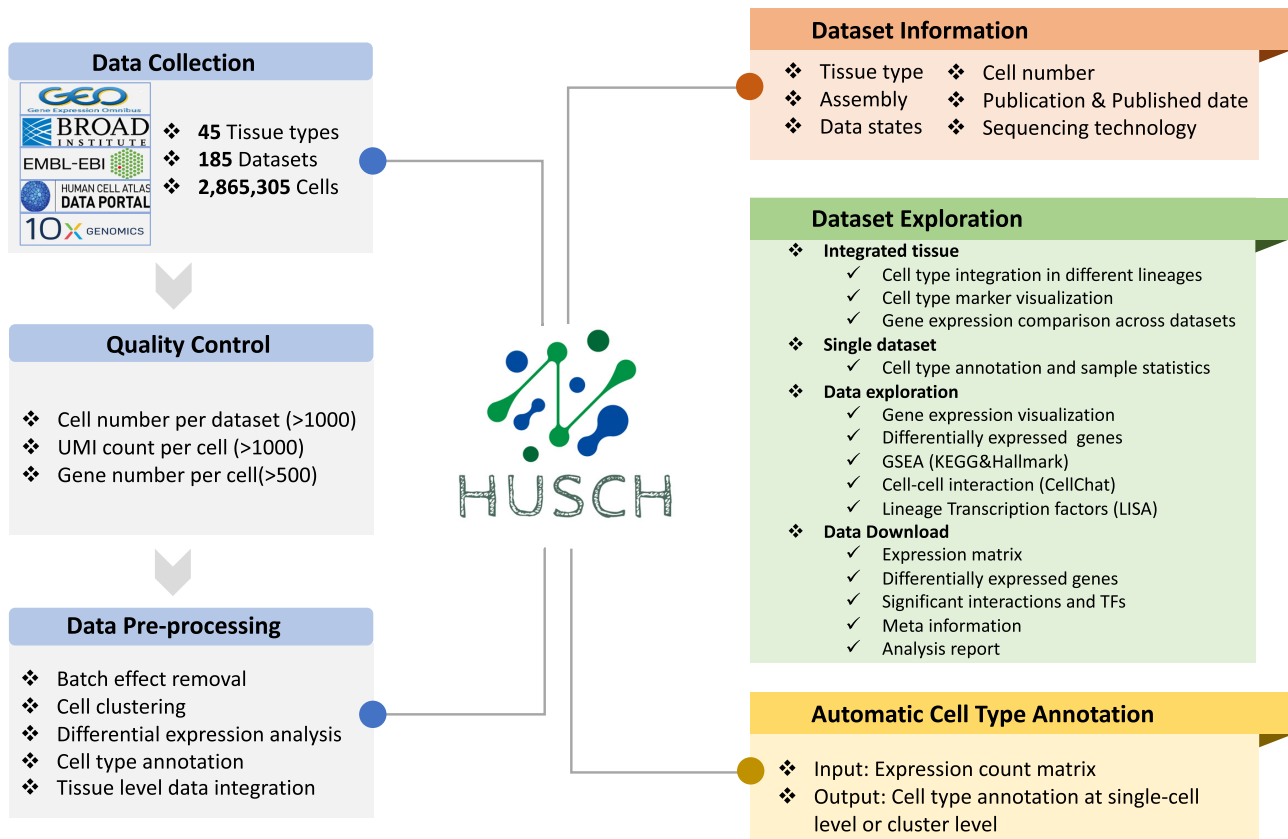 Data Collection
GEO
Gene Expression Omnibus
BROAD
INSTITUTE
EMBL-EBI
HUMAN CELL ATLAS
DATA PORTAL
10x GENOMICS
❖ 45 Tissue types
❖ 185 Datasets
❖ 2,865,305 Cells
Quality Control
❖ Cell number per dataset (>1000)
❖ UMI count per cell (>1000)
❖ Gene number per cell(>500)
Data Pre-processing
❖ Batch effect removal
❖ Cell clustering
❖ Differential expression analysis
❖ Cell type annotation
❖ Tissue level data integration
HUSCH
Dataset Information
❖ Tissue type ❖ Cell number
❖ Assembly ❖ Publication & Published date
❖ Data states ❖ Sequencing technology
Dataset Exploration
❖ Integrated tissue
✓ Cell type integration in different lineages
✓ Cell type marker visualization
✓ Gene expression comparison across datasets
❖ Single dataset
✓ Cell type annotation and sample statistics
❖ Data exploration
✓ Gene expression visualization
✓ Differentially expressed genes
✓ GSEA (KEGG&Hallmark)
✓ Cell-cell interaction (CellChat)
✓ Lineage Transcription factors (LISA)
❖ Data Download
✓ Expression matrix
✓ Differentially expressed genes
✓ Significant interactions and TFs
✓ Meta information
✓ Analysis report
Automatic Cell Type Annotation
❖ Input: Expression count matrix
❖ Output: Cell type annotation at single-cell
level or cluster level